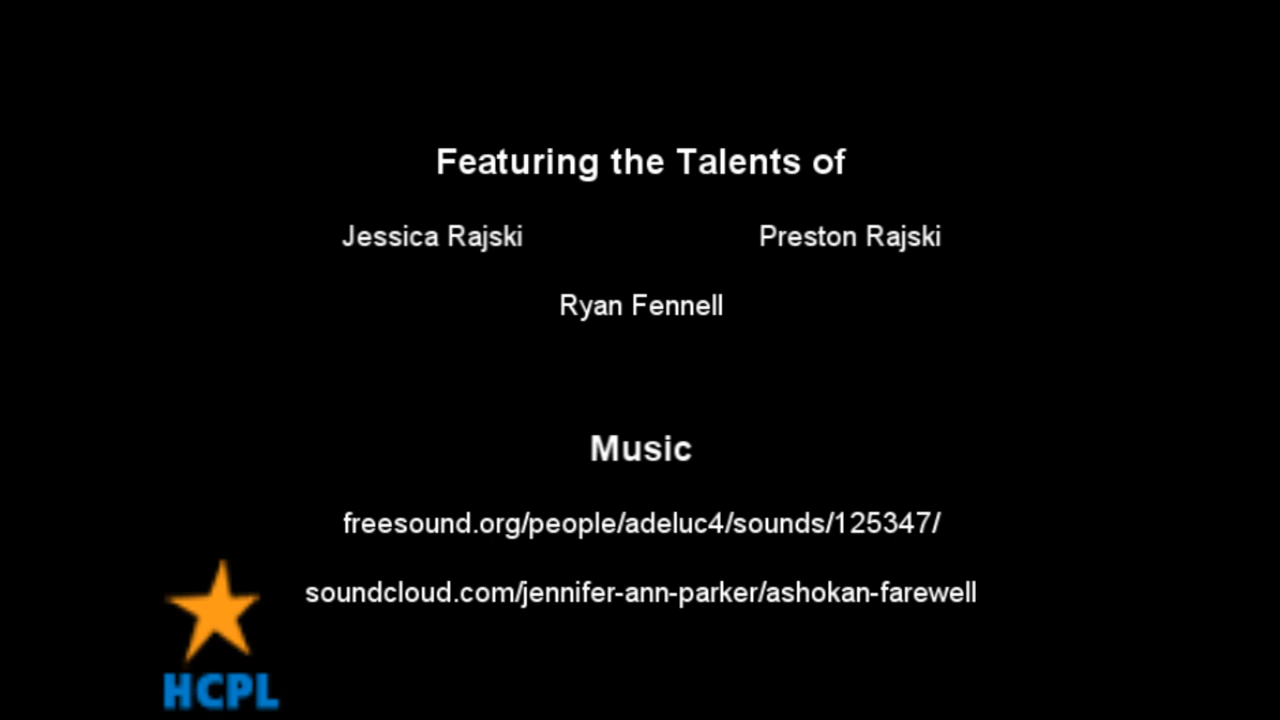 Featuring the Talents of
Jessica Rajski Preston Rajski
Ryan Fennell
Music
freesound.org/people/adeluc4/sounds/125347/
soundcloud.com/jennifer-ann-parker/ashokan-farewell
HCPL